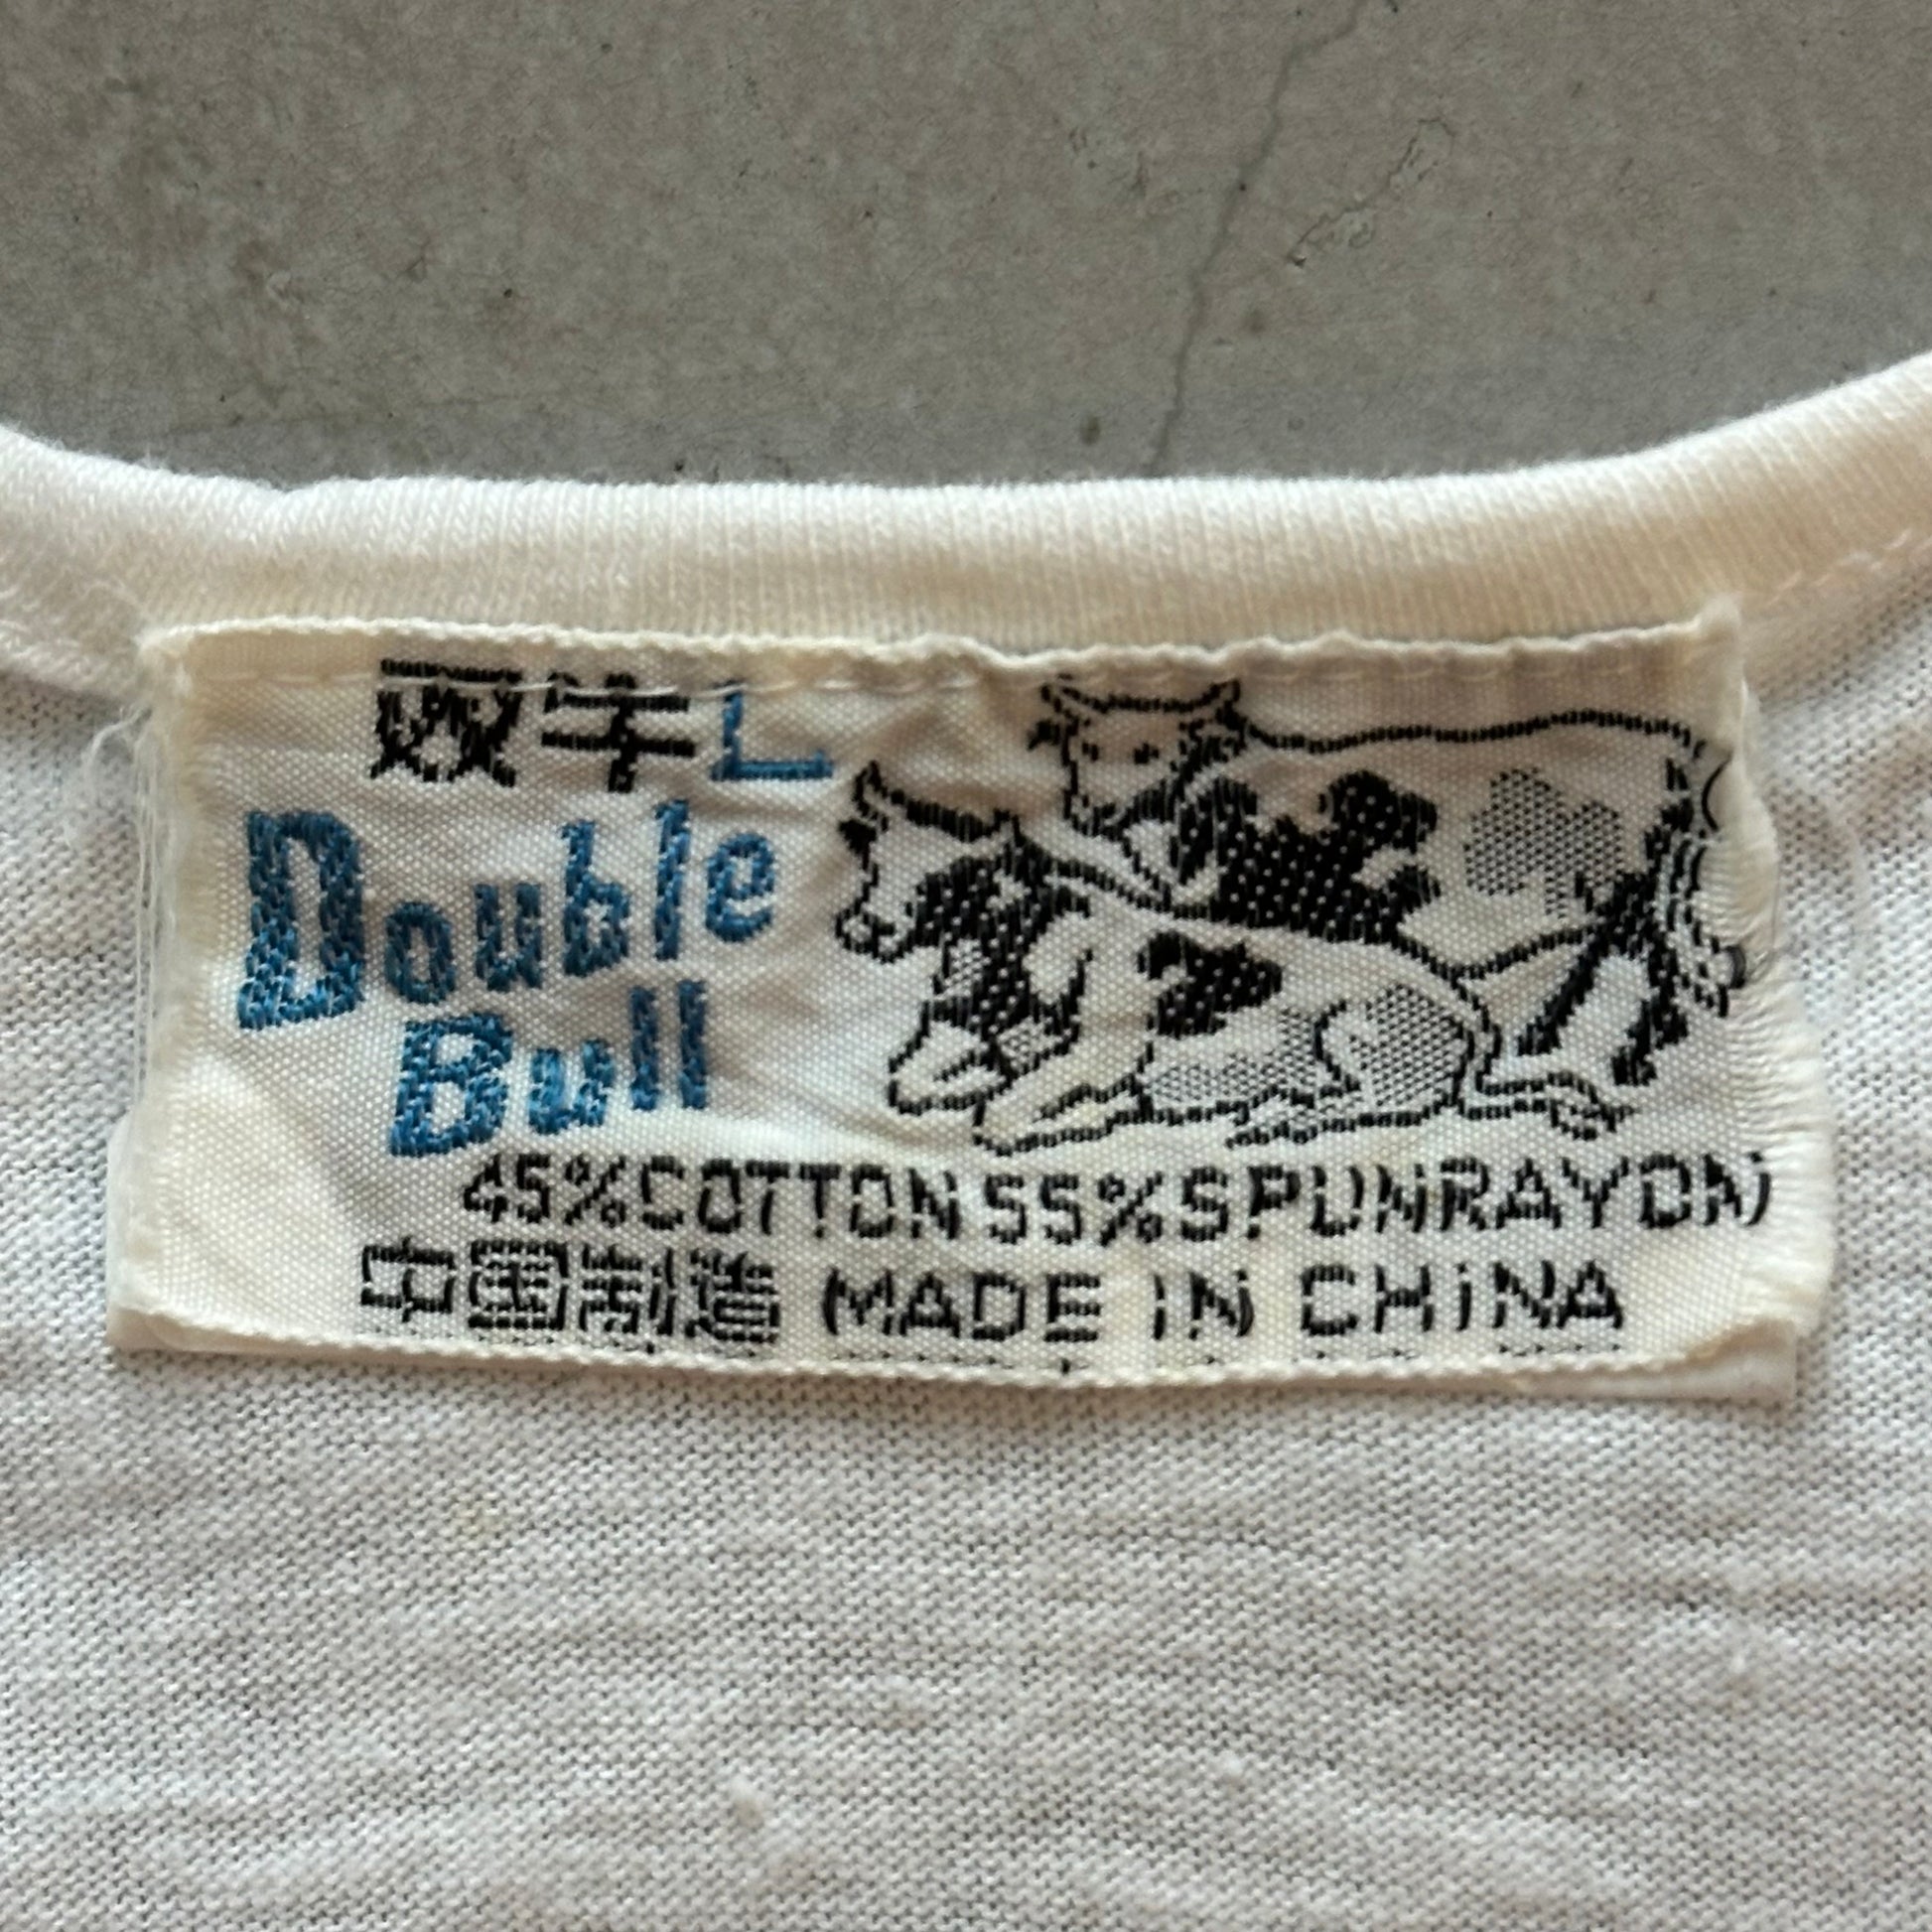 双牛L
Double
Bull
45%COTTON 55%SPUNRAYON
中国制造 MADE IN CHINA